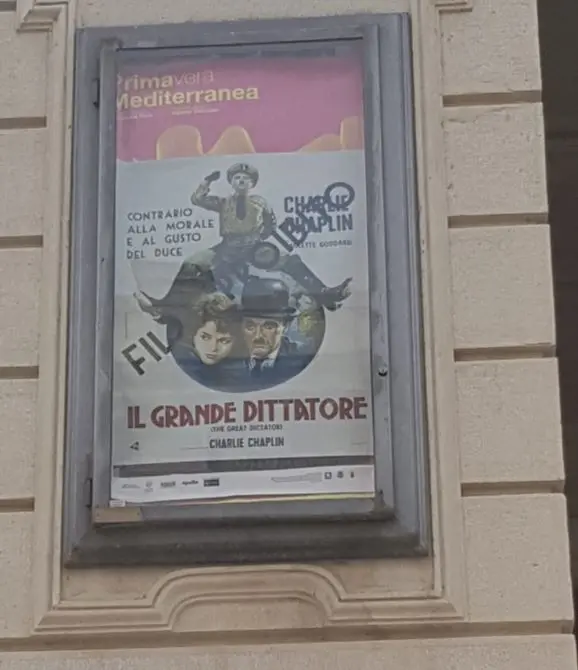 Primavera
Mediterranea
CONTRARIO
ALLA MORALE
E AL GUSTO
DEL DUCE
CHARLIE
CHAPLIN
GODDARD
IL GRANDE DITTATORE
(THE GREAT DICTATOR)
CHARLIE CHAPLIN